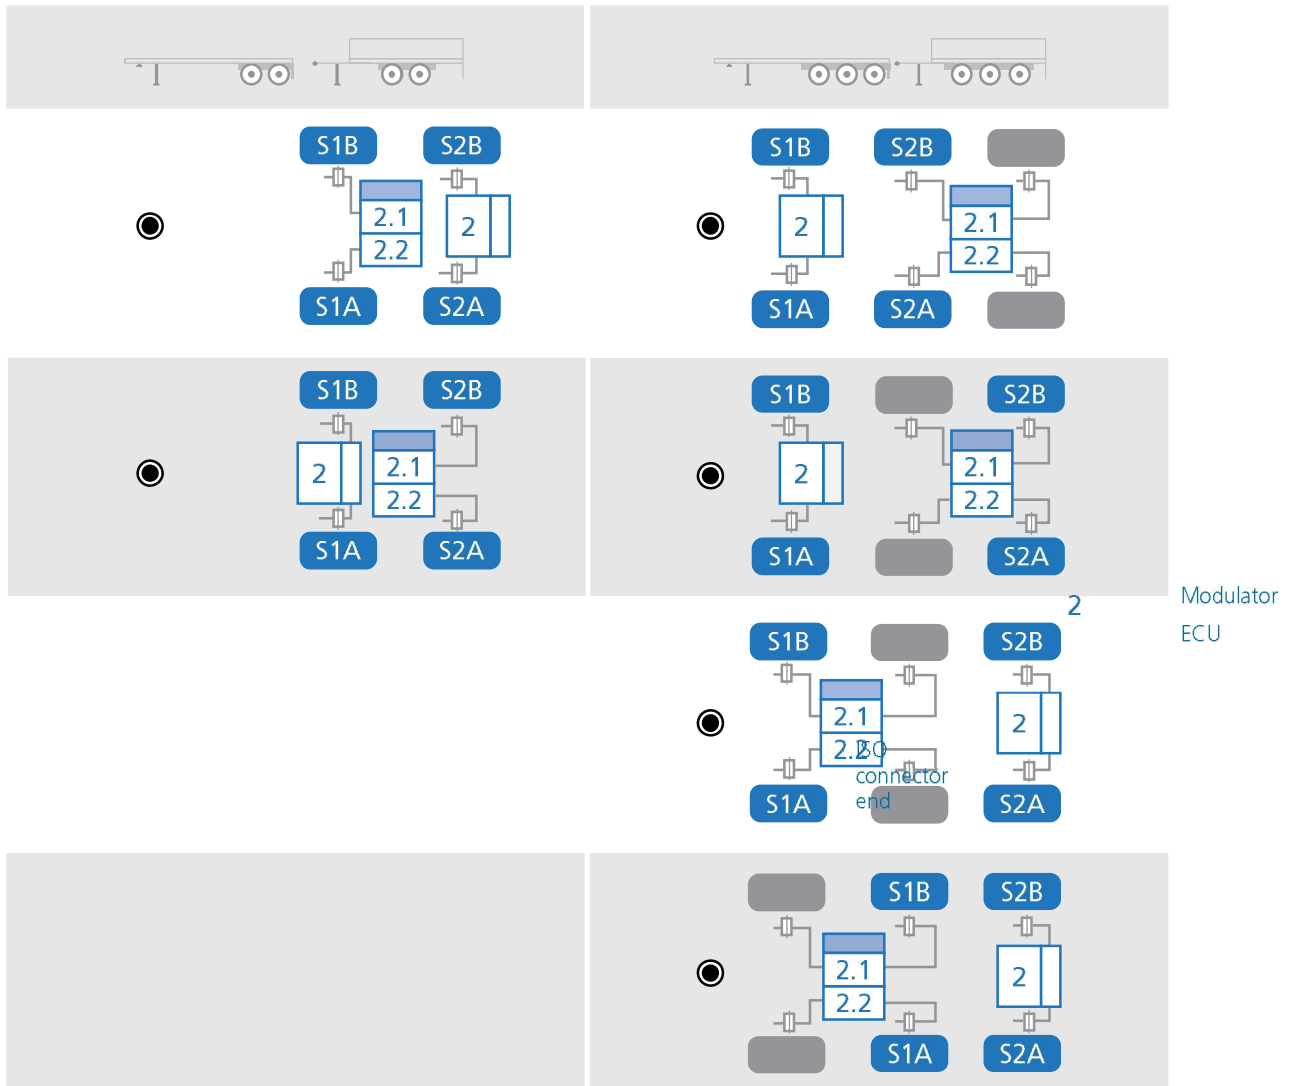 S1B S2B S1B S2B
2.1 2 2 2.1
2.2 2.2
S1A S2A S1A S2A
S1B S2B S1B S2B
2 2.1 2 2.1
2.2 2.2
S1A S2A S1A S2A
2 Modulator
ECU
S1B S2B
2.1 2
2.2 ISO
connector
end
S1A S2A
S1B S2B
2.1 2
2.2
S1A S2A